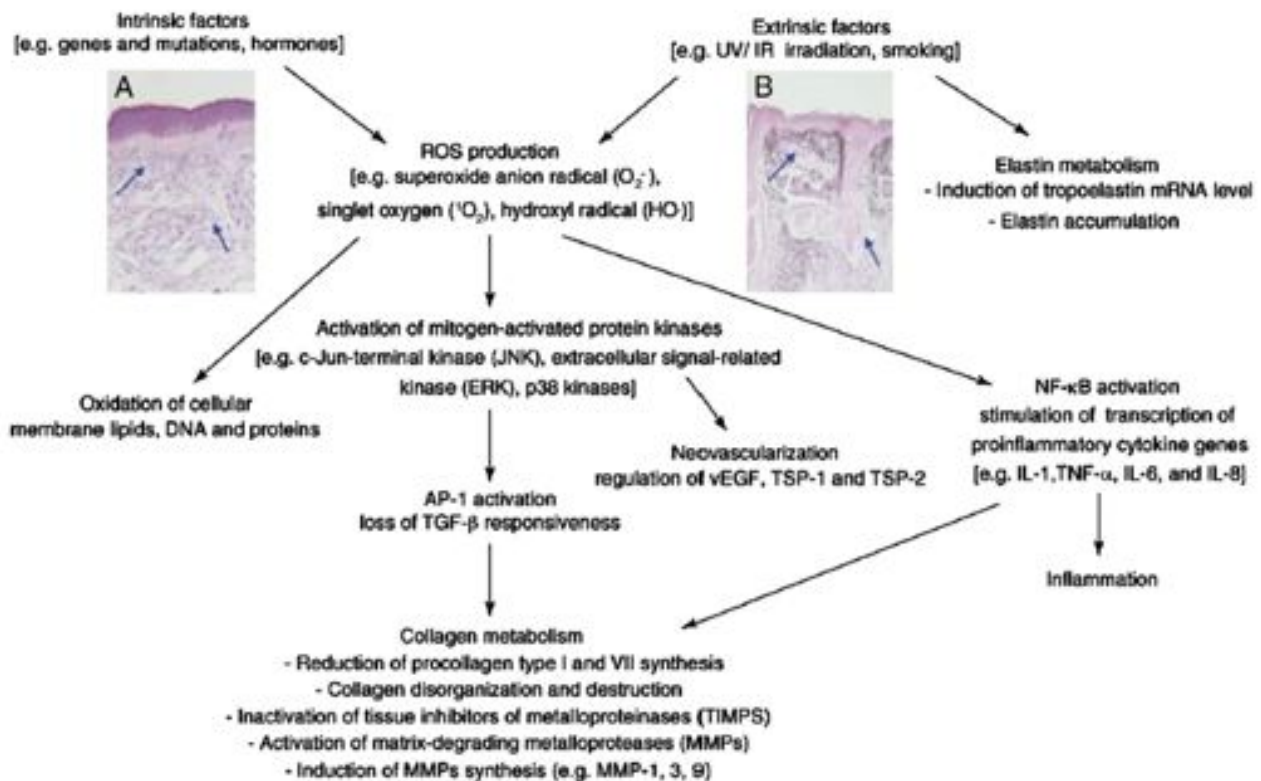 Intrinsic factors
[e.g. genes and mutations, hormones]
Extrinsic factors
[e.g. UV/ IR irradiation, smoking]
A
B
ROS production
[e.g. superoxide anion radical (O₂⁻),
singlet oxygen (¹O₂), hydroxyl radical (HO·)]
Elastin metabolism
- Induction of tropoelastin mRNA level
- Elastin accumulation
Activation of mitogen-activated protein kinases
[e.g. c-Jun-terminal kinase (JNK), extracellular signal-related
kinase (ERK), p38 kinases]
Oxidation of cellular
membrane lipids, DNA and proteins
NF-κB activation
stimulation of transcription of
proinflammatory cytokine genes
[e.g. IL-1,TNF-α, IL-6, and IL-8]
Neovascularization
regulation of vEGF, TSP-1 and TSP-2
AP-1 activation
loss of TGF-β responsiveness
Inflammation
Collagen metabolism
- Reduction of procollagen type I and VII synthesis
- Collagen disorganization and destruction
- Inactivation of tissue inhibitors of metalloproteinases (TIMPS)
- Activation of matrix-degrading metalloproteases (MMPs)
- Induction of MMPs synthesis (e.g. MMP-1, 3, 9)